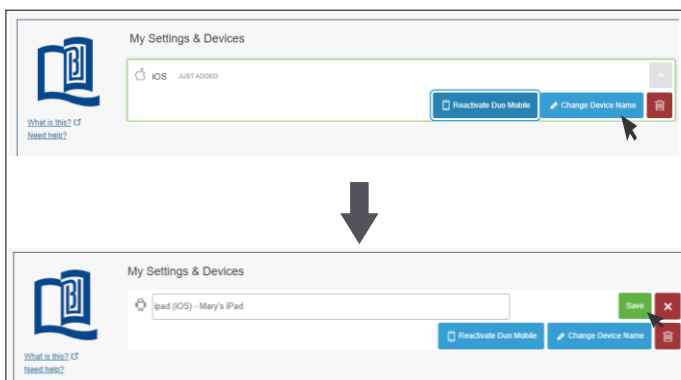 My Settings & Devices
iOS JUST ADDED
Reactivate Duo Mobile Change Device Name
What is this?
Need help?
My Settings & Devices
ipad (iOS) - Mary's iPad Save
Reactivate Duo Mobile Change Device Name
What is this?
Need help?